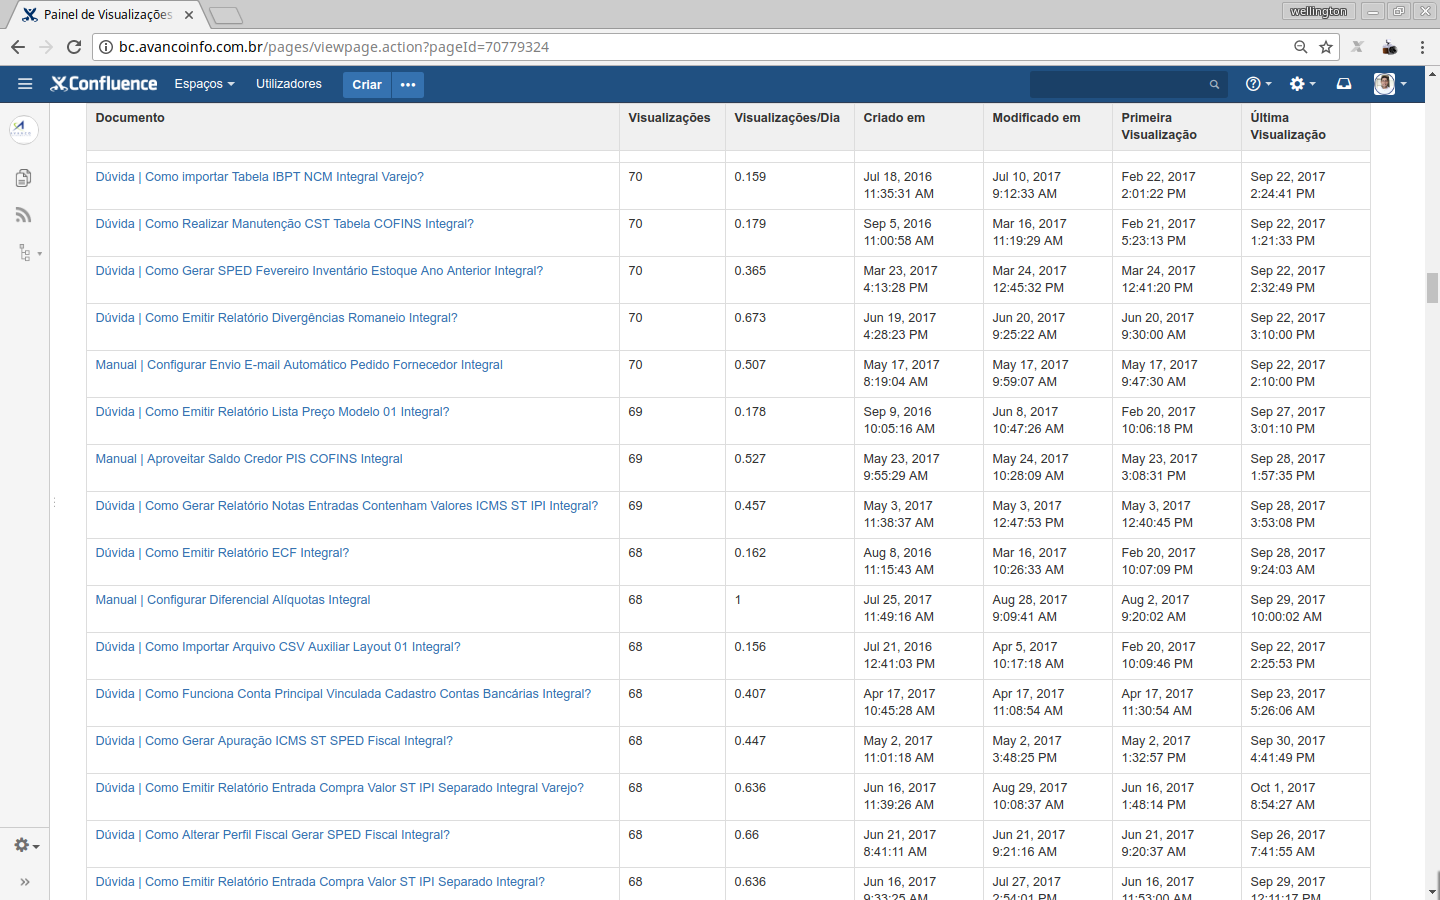 Painel de Visualizações
wellington
bc.avancoinfo.com.br/pages/viewpage.action?pageId=70779324
Confluence Espaços Utilizadores Criar
Documento Visualizações Visualizações/Dia Criado em Modificado em Primeira Visualização Última Visualização
Dúvida | Como importar Tabela IBPT NCM Integral Varejo? 70 0.159 Jul 18, 2016 11:35:31 AM Jul 10, 2017 9:12:33 AM Feb 22, 2017 2:01:22 PM Sep 22, 2017 2:24:41 PM
Dúvida | Como Realizar Manutenção CST Tabela COFINS Integral? 70 0.179 Sep 5, 2016 11:00:58 AM Mar 16, 2017 11:19:29 AM Feb 21, 2017 5:23:13 PM Sep 22, 2017 1:21:33 PM
Dúvida | Como Gerar SPED Fevereiro Inventário Estoque Ano Anterior Integral? 70 0.365 Mar 23, 2017 4:13:28 PM Mar 24, 2017 12:45:32 PM Mar 24, 2017 12:41:20 PM Sep 22, 2017 2:32:49 PM
Dúvida | Como Emitir Relatório Divergências Romaneio Integral? 70 0.673 Jun 19, 2017 4:28:23 PM Jun 20, 2017 9:25:22 AM Jun 20, 2017 9:30:00 AM Sep 22, 2017 3:10:00 PM
Manual | Configurar Envio E-mail Automático Pedido Fornecedor Integral 70 0.507 May 17, 2017 8:19:04 AM May 17, 2017 9:59:07 AM May 17, 2017 9:47:30 AM Sep 22, 2017 2:10:00 PM
Dúvida | Como Emitir Relatório Lista Preço Modelo 01 Integral? 69 0.178 Sep 9, 2016 10:05:16 AM Jun 8, 2017 10:47:26 AM Feb 20, 2017 10:06:18 PM Sep 27, 2017 3:01:10 PM
Manual | Aproveitar Saldo Credor PIS COFINS Integral 69 0.527 May 23, 2017 9:55:29 AM May 24, 2017 10:28:09 AM May 23, 2017 3:08:31 PM Sep 28, 2017 1:57:35 PM
Dúvida | Como Gerar Relatório Notas Entradas Contenham Valores ICMS ST IPI Integral? 69 0.457 May 3, 2017 11:38:37 AM May 3, 2017 12:47:53 PM May 3, 2017 12:40:45 PM Sep 28, 2017 3:53:08 PM
Dúvida | Como Emitir Relatório ECF Integral? 68 0.162 Aug 8, 2016 11:15:43 AM Mar 16, 2017 10:26:33 AM Feb 20, 2017 10:07:09 PM Sep 28, 2017 9:24:03 AM
Manual | Configurar Diferencial Alíquotas Integral 68 1 Jul 25, 2017 11:49:16 AM Aug 28, 2017 9:09:41 AM Aug 2, 2017 9:20:02 AM Sep 29, 2017 10:00:02 AM
Dúvida | Como Importar Arquivo CSV Auxiliar Layout 01 Integral? 68 0.156 Jul 21, 2016 12:41:03 PM Apr 5, 2017 10:17:18 AM Feb 20, 2017 10:09:46 PM Sep 22, 2017 2:25:53 PM
Dúvida | Como Funciona Conta Principal Vinculada Cadastro Contas Bancárias Integral? 68 0.407 Apr 17, 2017 10:45:28 AM Apr 17, 2017 11:08:54 AM Apr 17, 2017 11:30:54 AM Sep 23, 2017 5:26:06 AM
Dúvida | Como Gerar Apuração ICMS ST SPED Fiscal Integral? 68 0.447 May 2, 2017 11:01:18 AM May 2, 2017 3:48:25 PM May 2, 2017 1:32:57 PM Sep 30, 2017 4:41:49 PM
Dúvida | Como Emitir Relatório Entrada Compra Valor ST IPI Separado Integral Varejo? 68 0.636 Jun 16, 2017 11:39:26 AM Aug 29, 2017 10:08:37 AM Jun 16, 2017 1:48:14 PM Oct 1, 2017 8:54:27 AM
Dúvida | Como Alterar Perfil Fiscal Gerar SPED Fiscal Integral? 68 0.66 Jun 21, 2017 8:41:11 AM Jun 21, 2017 9:21:16 AM Jun 21, 2017 9:20:37 AM Sep 26, 2017 7:41:55 AM
Dúvida | Como Emitir Relatório Entrada Compra Valor ST IPI Separado Integral? 68 0.636 Jun 16, 2017 9:33:25 AM Jul 27, 2017 2:54:01 PM Jun 16, 2017 11:53:00 AM Sep 29, 2017 12:11:17 PM